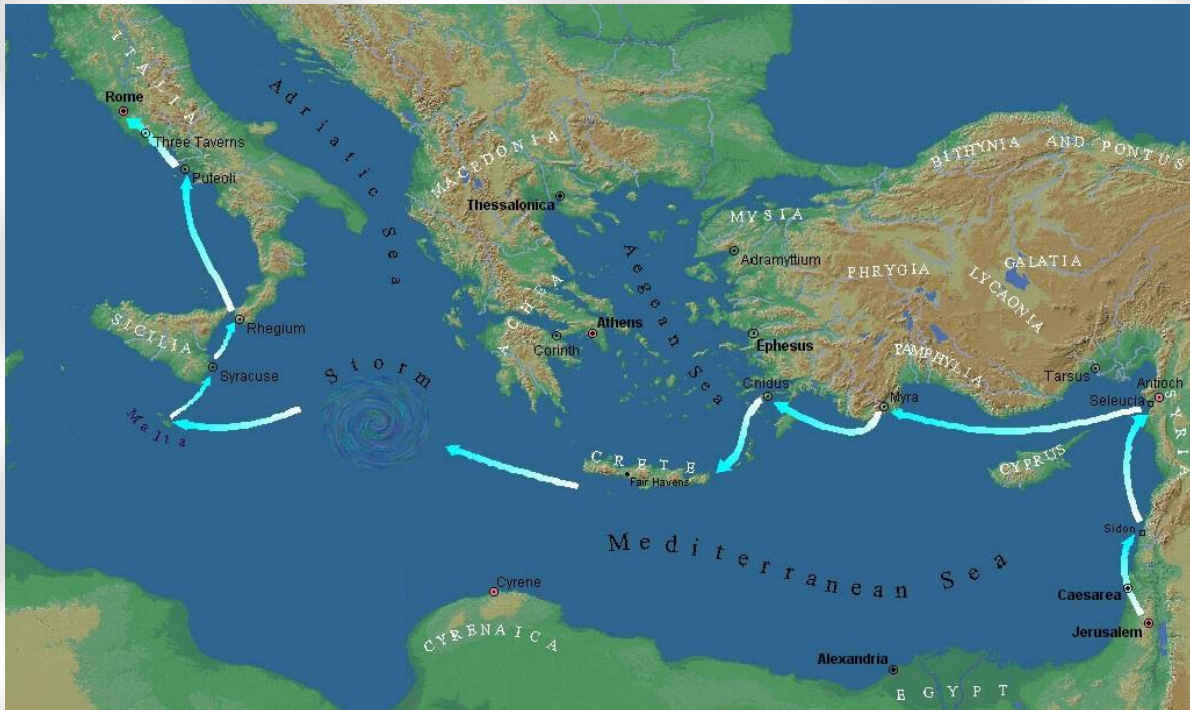 ITALIA
Rome
Three Taverns
Puteoli
Adriatic Sea
MACEDONIA
Thessalonica
BITHYNIA AND PONTUS
MYSIA
Adramyttium
Aegean Sea
PHRYGIA
GALATIA
LYCAONIA
ACHEA
Athens
Corinth
Ephesus
PAMPHYLIA
Tarsus
Antioch
Seleucia
SYRIA
SICILIA
Rhegium
Syracuse
Malta
Storm
Cnidus
Myra
CRETE
Fair Havens
CYPRUS
Sidon
Mediterranean Sea
Caesarea
Jerusalem
Cyrene
CYRENAICA
Alexandria
EGYPT